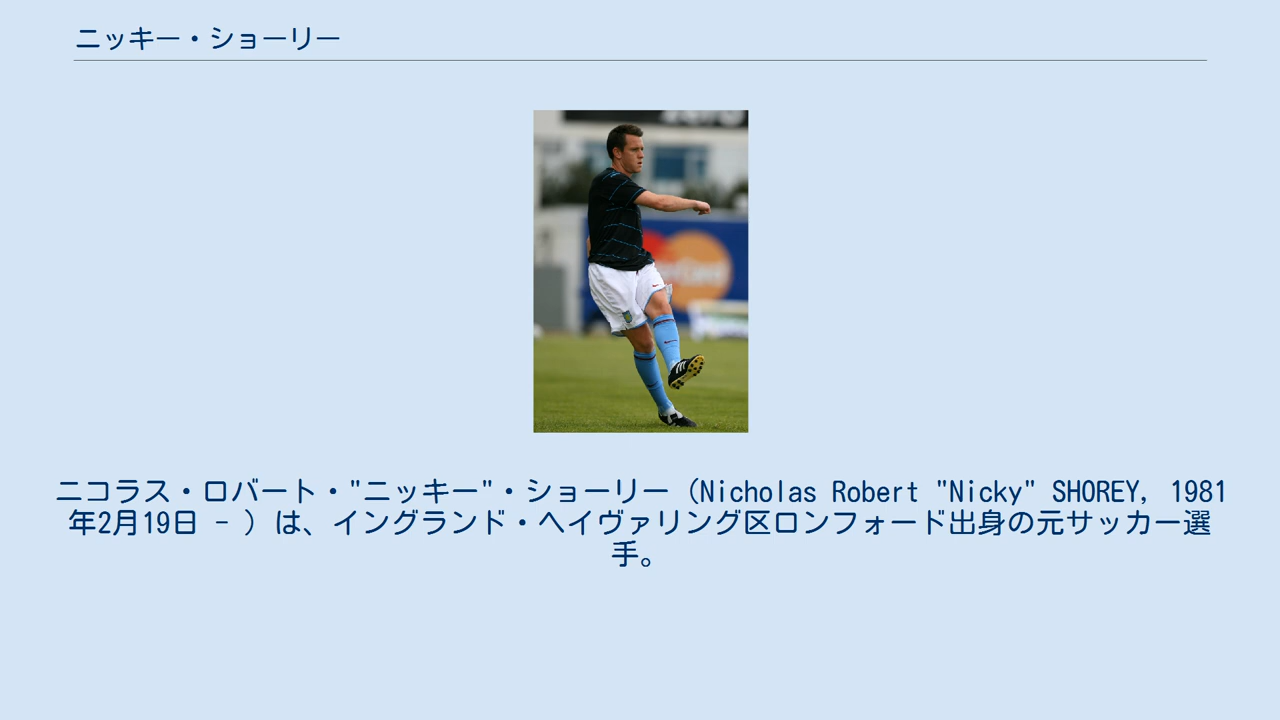 ニッキー・ショーリー
ニコラス・ロバート・"ニッキー"・ショーリー（Nicholas Robert "Nicky" SHOREY, 1981
年2月19日 - ）は、イングランド・ヘイヴァリング区ロンフォード出身の元サッカー選
手。